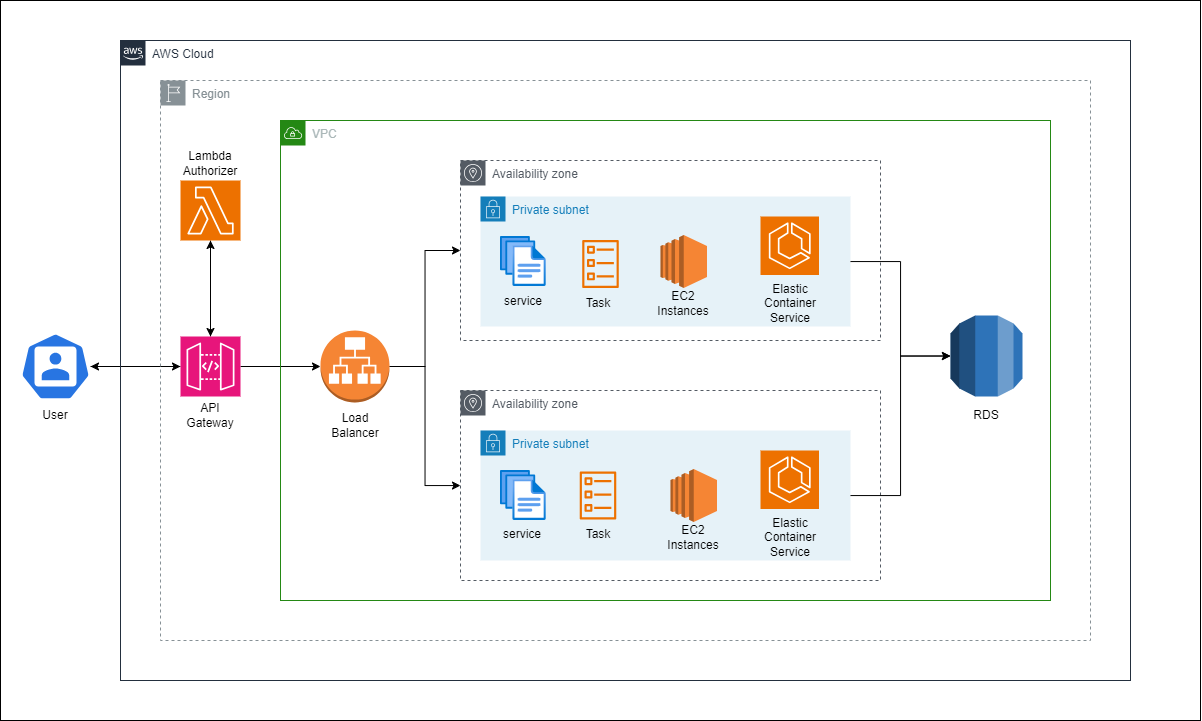 aws
AWS Cloud
Region
VPC
Lambda
Authorizer
Availability zone
Private subnet
service
Task
EC2
Instances
Elastic
Container
Service
User
</>
API
Gateway
Load
Balancer
RDS
Availability zone
Private subnet
service
Task
EC2
Instances
Elastic
Container
Service